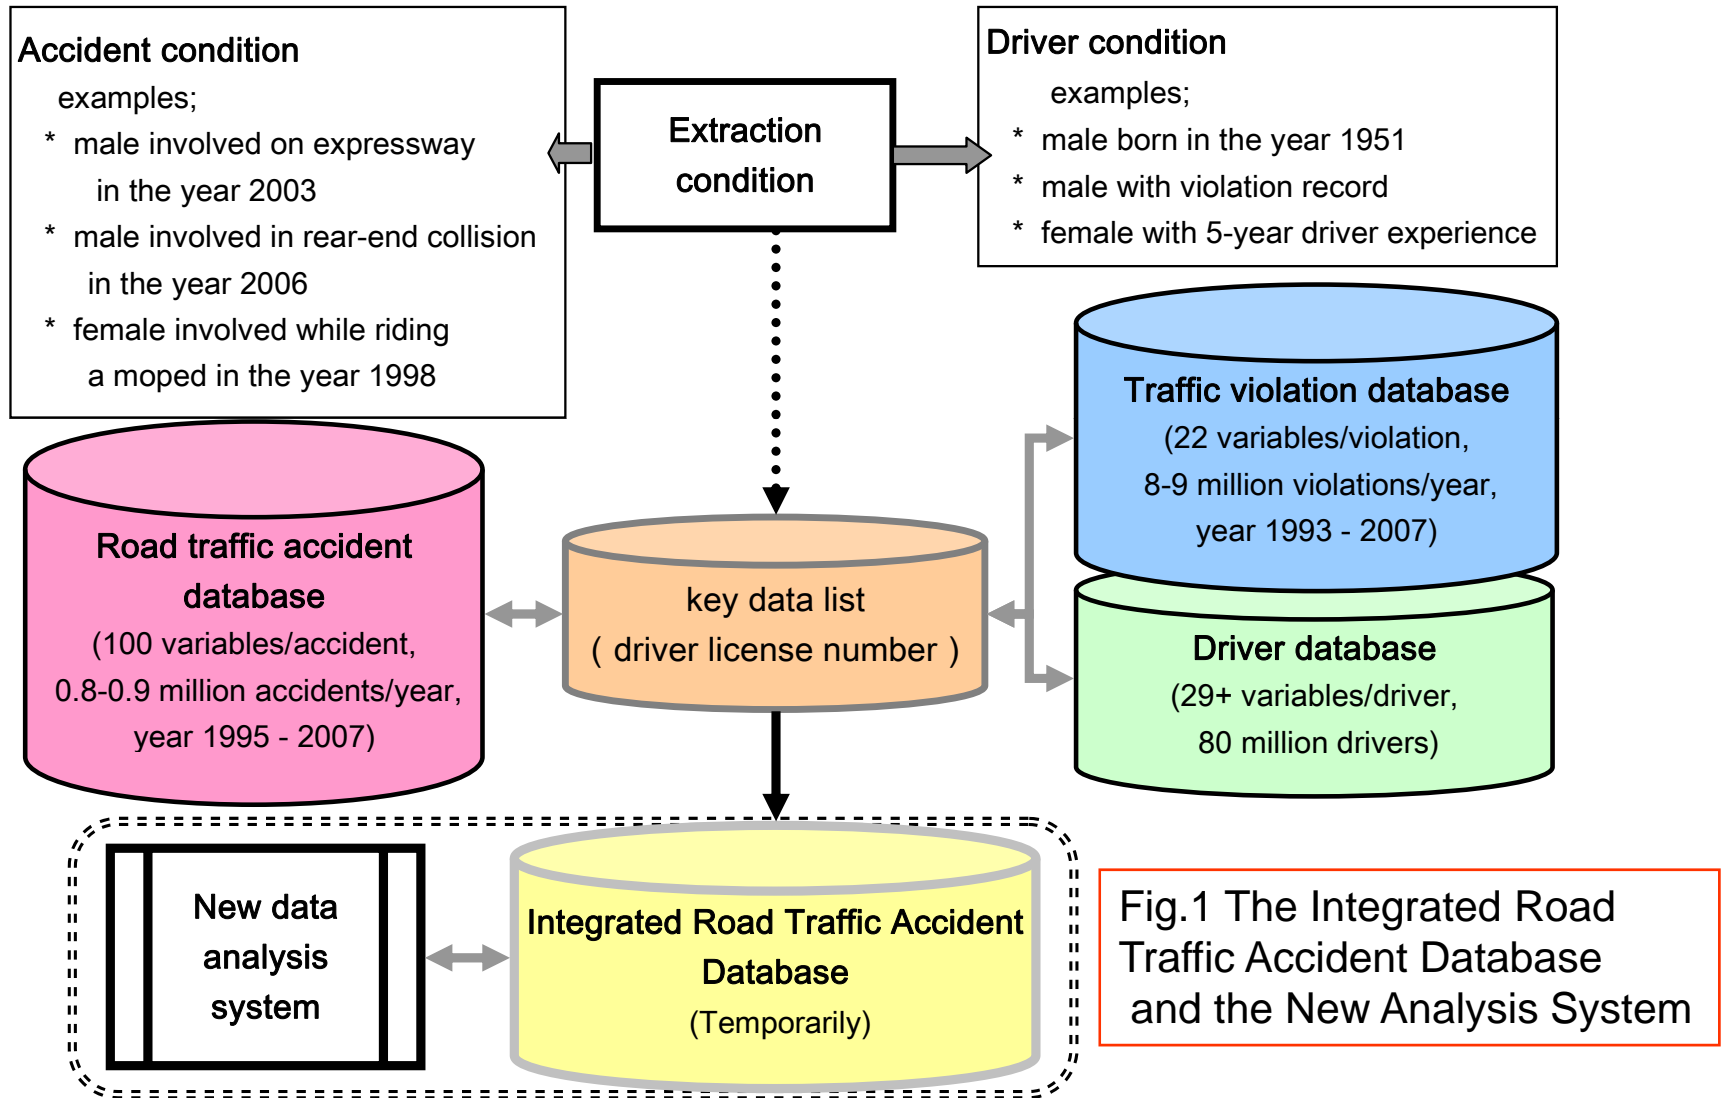 Accident condition
examples;
* male involved on expressway
in the year 2003
* male involved in rear-end collision
in the year 2006
* female involved while riding
a moped in the year 1998
Extraction
condition
Driver condition
examples;
* male born in the year 1951
* male with violation record
* female with 5-year driver experience
Traffic violation database
(22 variables/violation,
8-9 million violations/year,
year 1993 - 2007)
Road traffic accident
database
(100 variables/accident,
0.8-0.9 million accidents/year,
year 1995 - 2007)
key data list
( driver license number )
Driver database
(29+ variables/driver,
80 million drivers)
New data
analysis
system
Integrated Road Traffic Accident
Database
(Temporarily)
Fig.1 The Integrated Road
Traffic Accident Database
and the New Analysis System